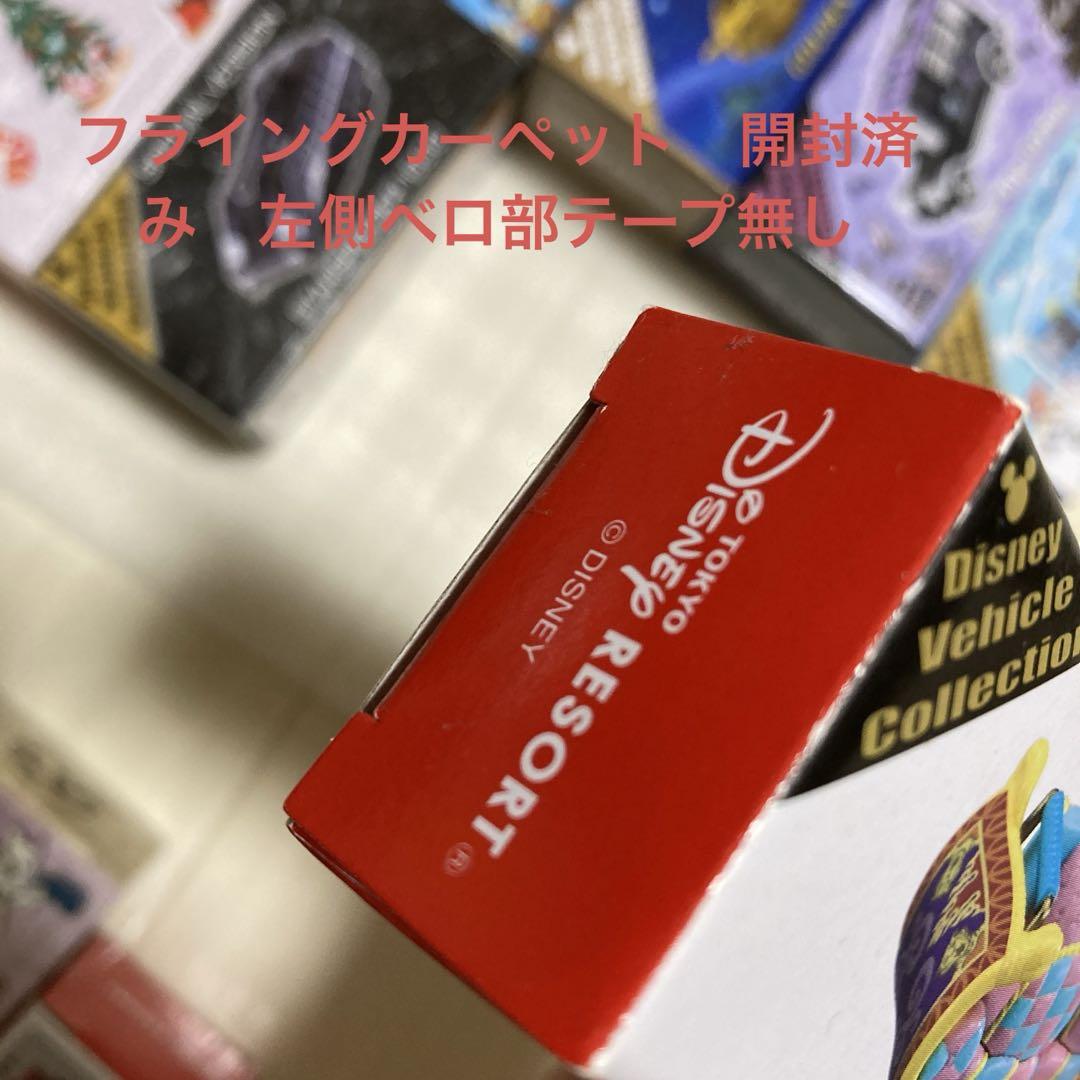 フライングカーペット　開封済
み　左側ベロ部テープ無し
TOKYO
Disney RESORT®
© DISNEY
Disney
Vehicle
Collection